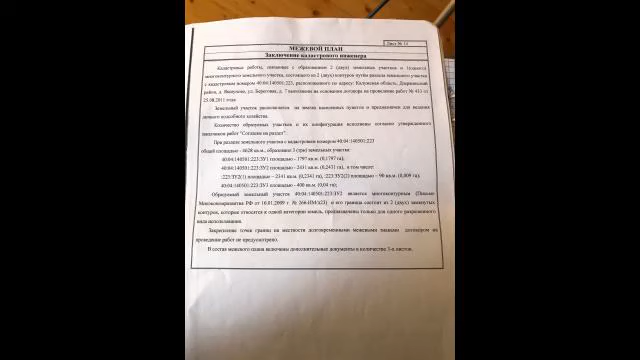 Лист № 14
МЕЖЕВОЙ ПЛАН
Заключение кадастрового инженера
Кадастровые работы, связанные с образованием 2 (двух) земельных участков и 1(одного)
многоконтурного земельного участка, состоящего из 2 (двух) контуров путём раздела земельного участка
с кадастровым номером 40:04:140501:223, расположенного по адресу: Калужская область, Дзержинский
район, д. Якшуново, ул. Береговая, д. 7 выполнены на основании договора на проведение работ № 433 от
25.08.2011 года.
Земельный участок располагается на землях населенных пунктов и предназначен для ведения
личного подсобного хозяйства.
Количество образуемых участков и их конфигурация исполнены согласно утвержденного
заказчиком работ "Согласия на раздел".
При разделе земельного участка с кадастровым номером 40:04:140501:223
общей площадью - 4628 кв.м., образовано 3 (три) земельных участка:
40:04:140501:223:ЗУ1 площадью - 1797 кв.м. (0,1797 га);
40:04:140501:223:ЗУ2 площадью - 2431 кв.м. (0,2431 га), в том числе:
:223:ЗУ2(1) площадью – 2341 кв.м. (0,2341 га), :223:ЗУ2(2) площадью – 90 кв.м. (0,009 га);
40:04:140501:223:ЗУ3 площадью - 400 кв.м. (0,04 га);
Образуемый земельный участок 40:04:140501:223:ЗУ2 является многоконтурным (Письмо
Минэкономразвития РФ от 16.01.2009 г. № 266-ИМ/д23) и его граница состоит из 2 (двух) замкнутых
контуров, которые относятся к одной категории земель, предназначены только для одного разрешенного
вида использования.
Закрепление точек границ на местности долговременными межевыми знаками договором на
проведение работ не предусмотрено.
В состав межевого плана включены дополнительные документы в количестве 3-х листов.